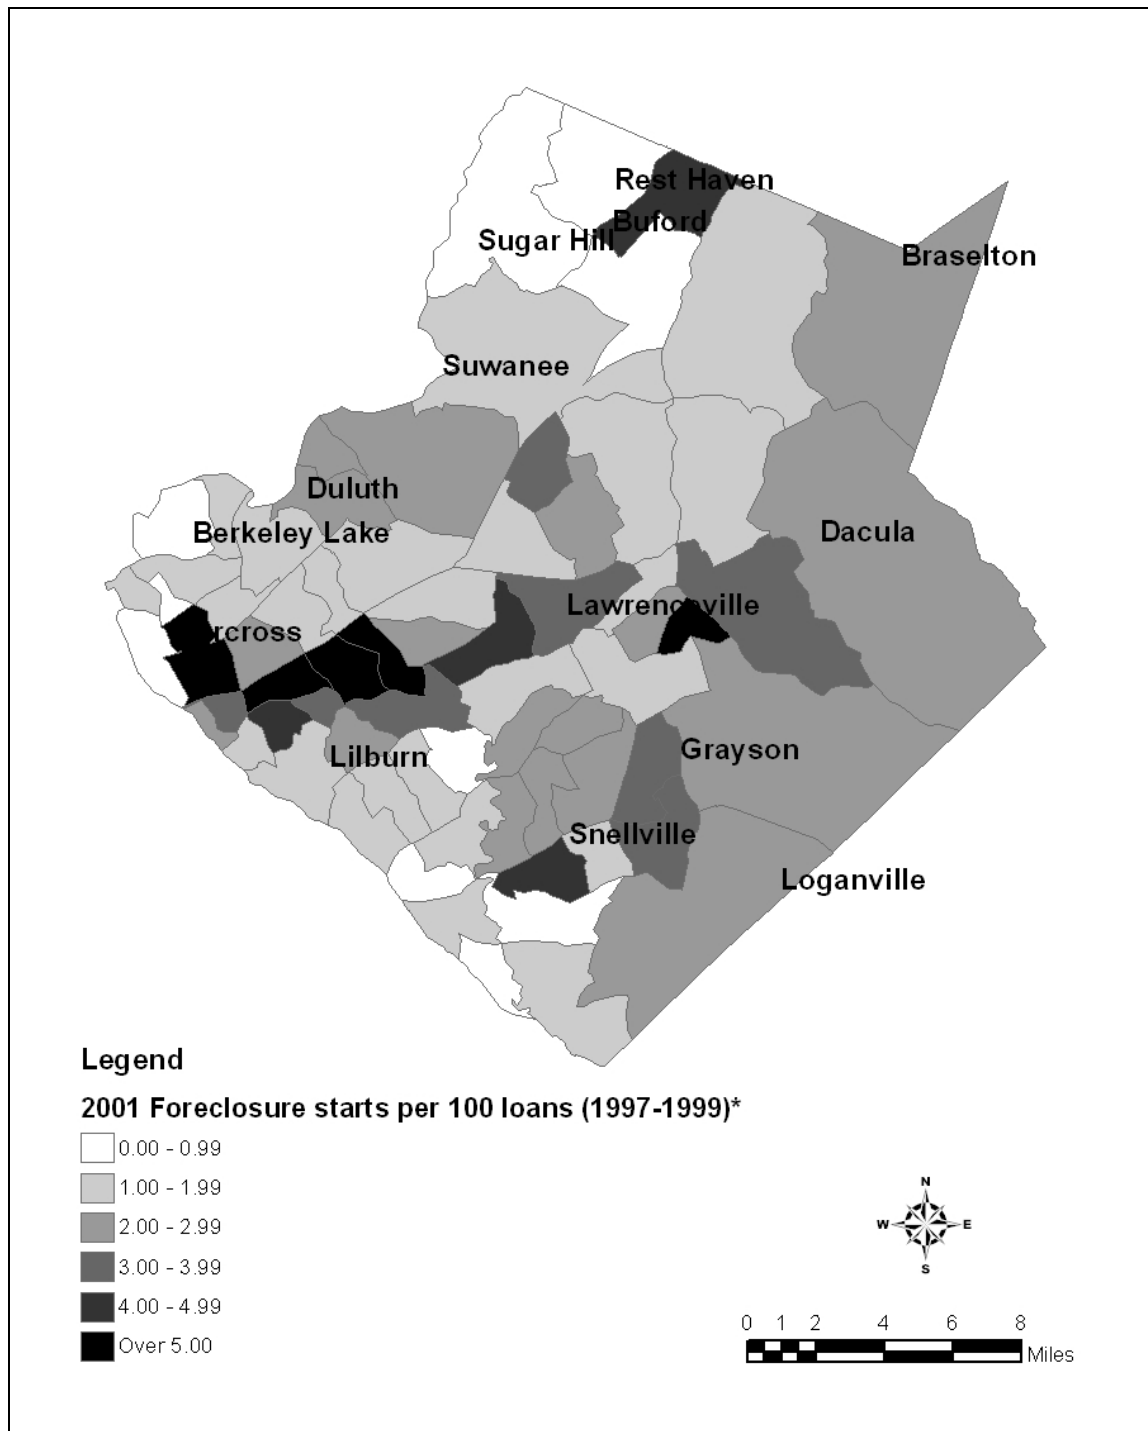 Rest Haven
Buford
Sugar Hill
Braselton
Suwanee
Duluth
Berkeley Lake
Dacula
Lawrenceville
rcross
Grayson
Lilburn
Snellville
Loganville
Legend
2001 Foreclosure starts per 100 loans (1997-1999)*
0.00 - 0.99
1.00 - 1.99
2.00 - 2.99
3.00 - 3.99
4.00 - 4.99
Over 5.00
N
W E
S
0 1 2 4 6 8
Miles